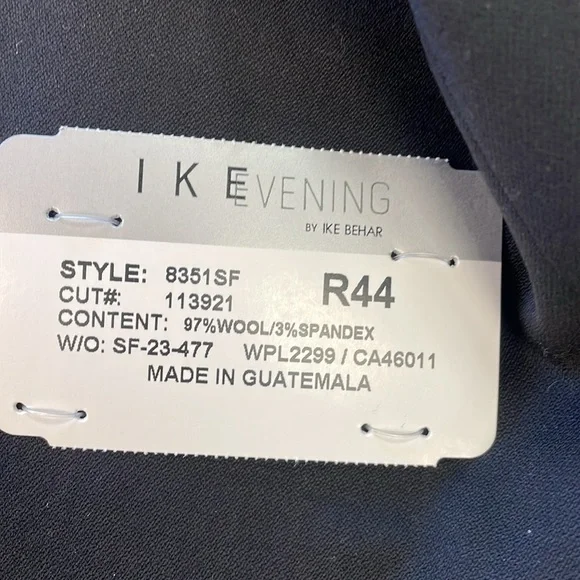 IKE EVENING
BY IKE BEHAR
STYLE: 8351SF R44
CUT#: 113921
CONTENT: 97%WOOL/3%SPANDEX
W/O: SF-23-477 WPL2299 / CA46011
MADE IN GUATEMALA